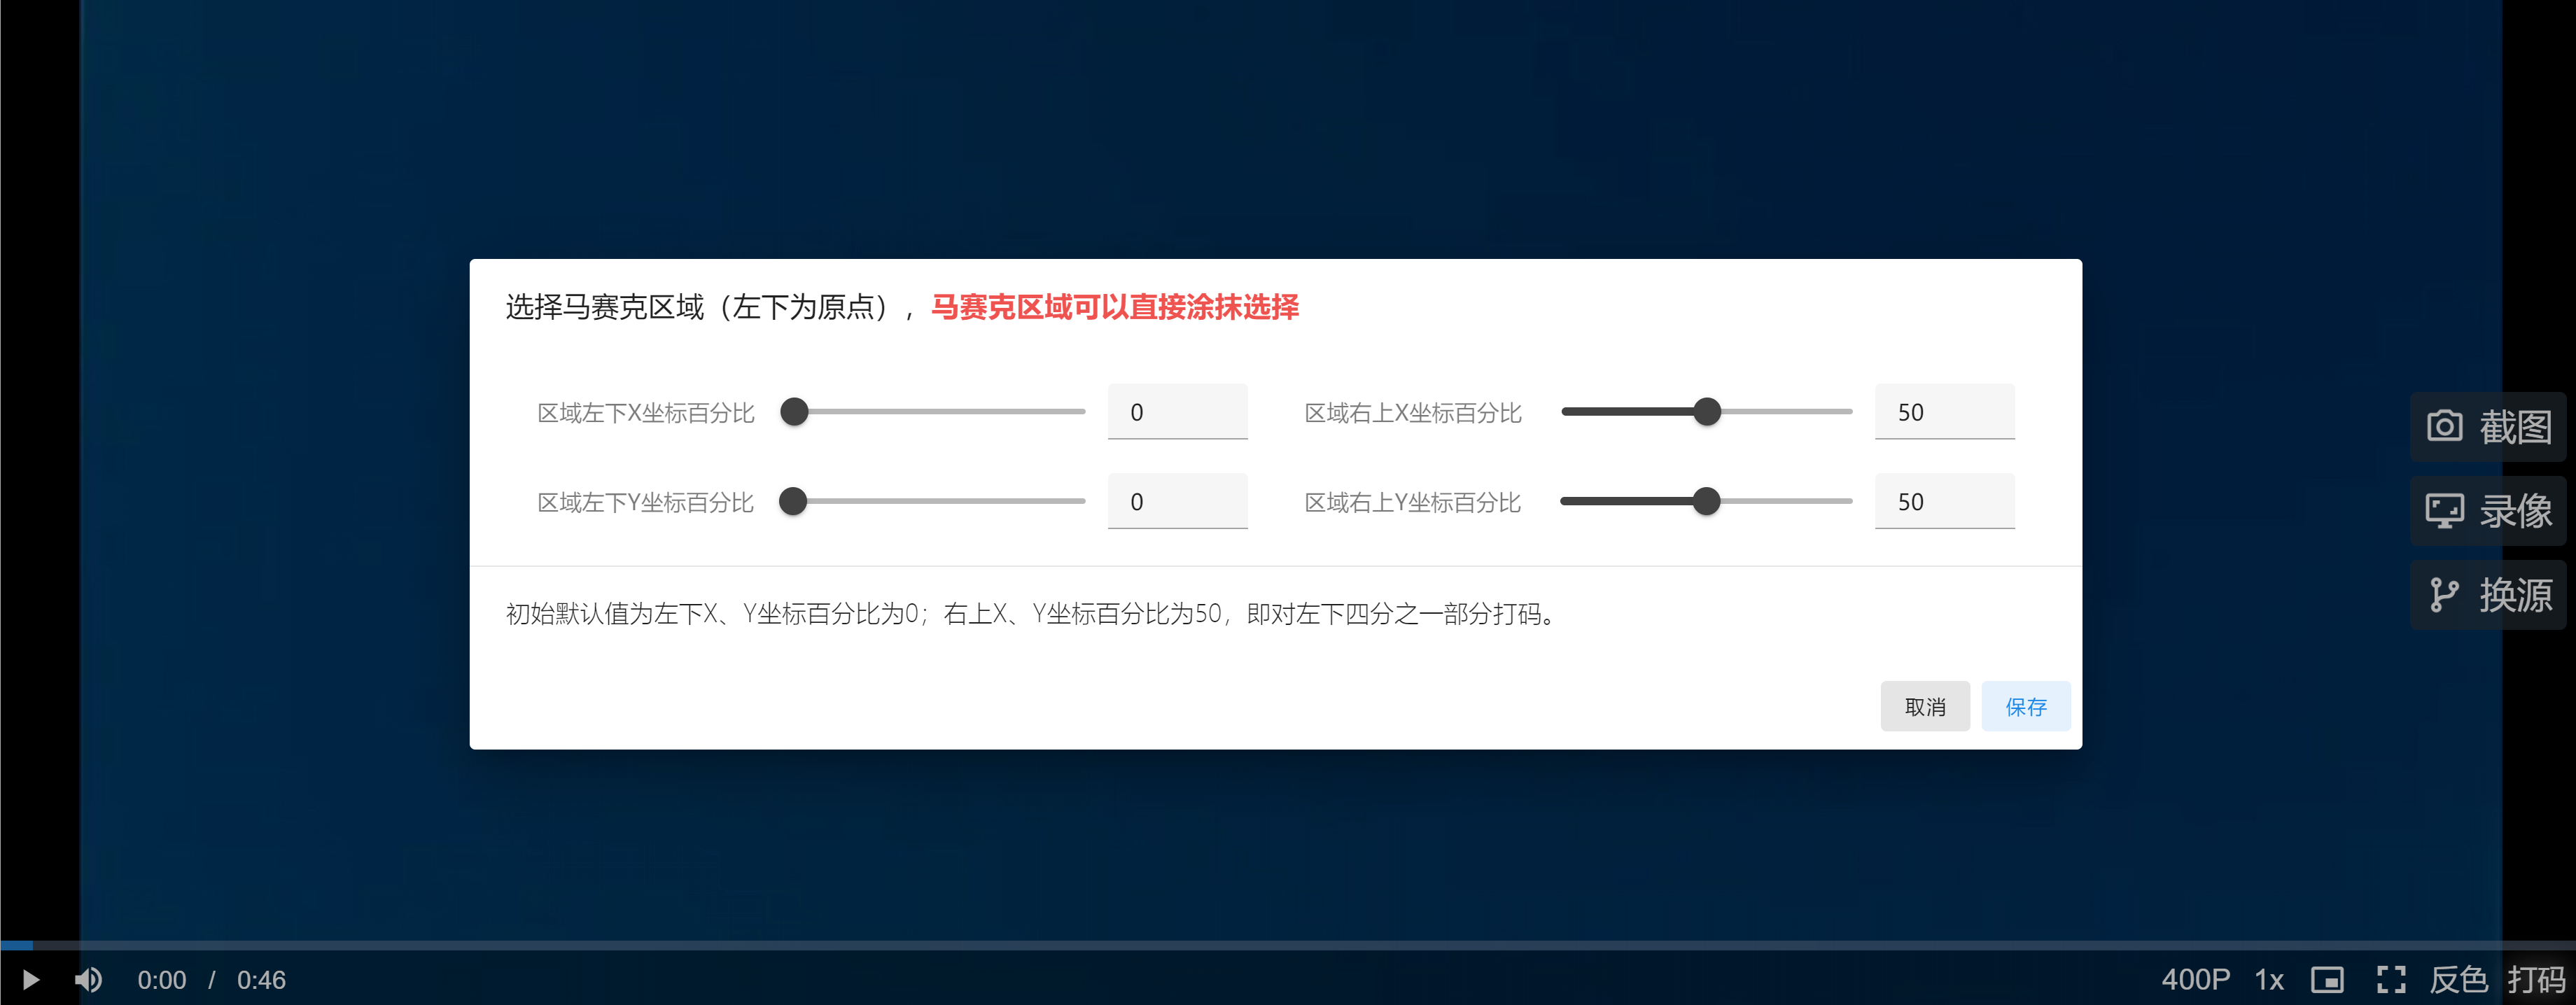 选择马赛克区域（左下为原点），马赛克区域可以直接涂抹选择
区域左下X坐标百分比 0 区域右上X坐标百分比 50
区域左下Y坐标百分比 0 区域右上Y坐标百分比 50
初始默认值为左下X、Y坐标百分比为0；右上X、Y坐标百分比为50，即对左下四分之一部分打码。
取消 保存
截图
录像
换源
0:00 / 0:46 400P 1x 反色 打码